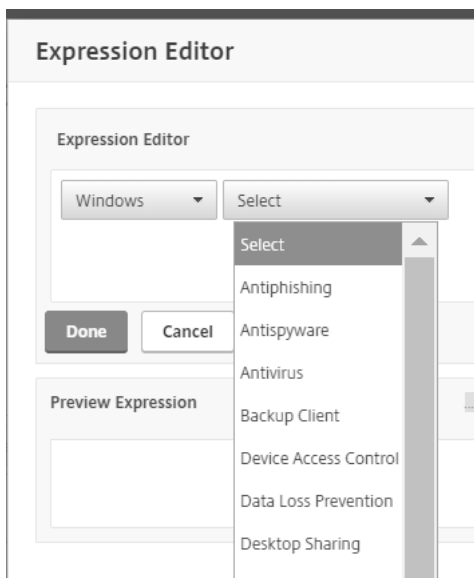 Expression Editor
Expression Editor
Windows
Select
Select
Antiphishing
Antispyware
Done
Cancel
Antivirus
Preview Expression
Backup Client
Device Access Control
Data Loss Prevention
Desktop Sharing